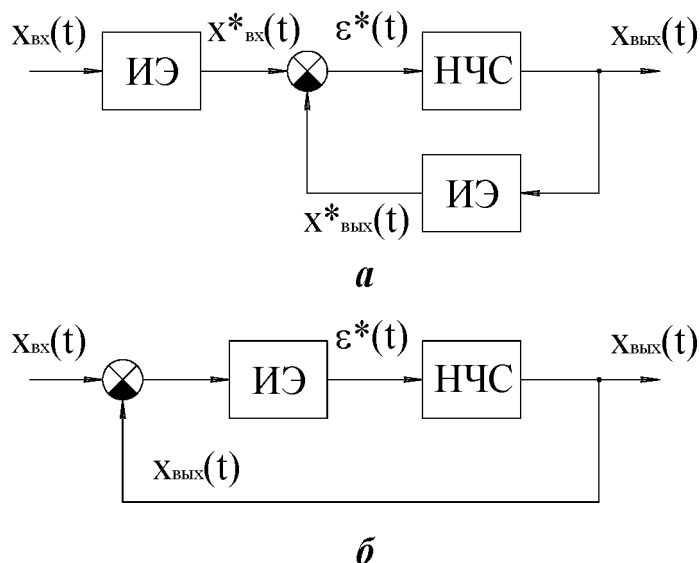 xвх(t) x*вх(t) ε*(t) xвых(t)
ИЭ НЧС
ИЭ
x*вых(t)
а
xвх(t) ε*(t) xвых(t)
ИЭ НЧС
xвых(t)
б